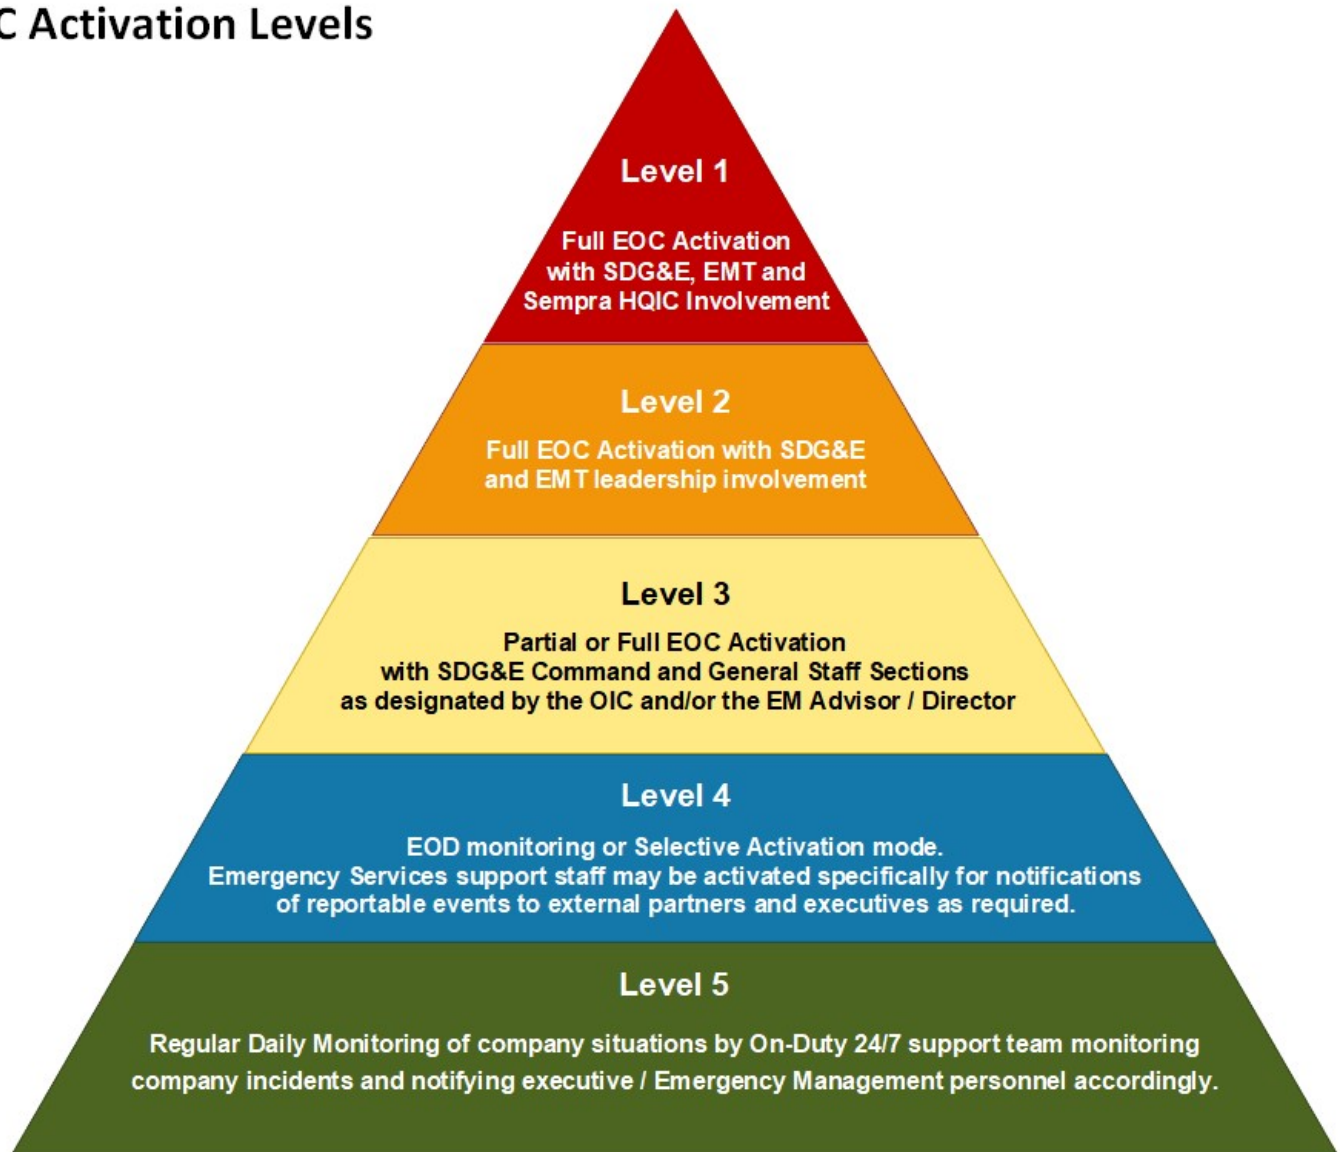 C Activation Levels
Level 1
Full EOC Activation
with SDG&E, EMT and
Sempra HQIC Involvement
Level 2
Full EOC Activation with SDG&E
and EMT leadership involvement
Level 3
Partial or Full EOC Activation
with SDG&E Command and General Staff Sections
as designated by the OIC and/or the EM Advisor / Director
Level 4
EOD monitoring or Selective Activation mode.
Emergency Services support staff may be activated specifically for notifications
of reportable events to external partners and executives as required.
Level 5
Regular Daily Monitoring of company situations by On-Duty 24/7 support team monitoring
company incidents and notifying executive / Emergency Management personnel accordingly.